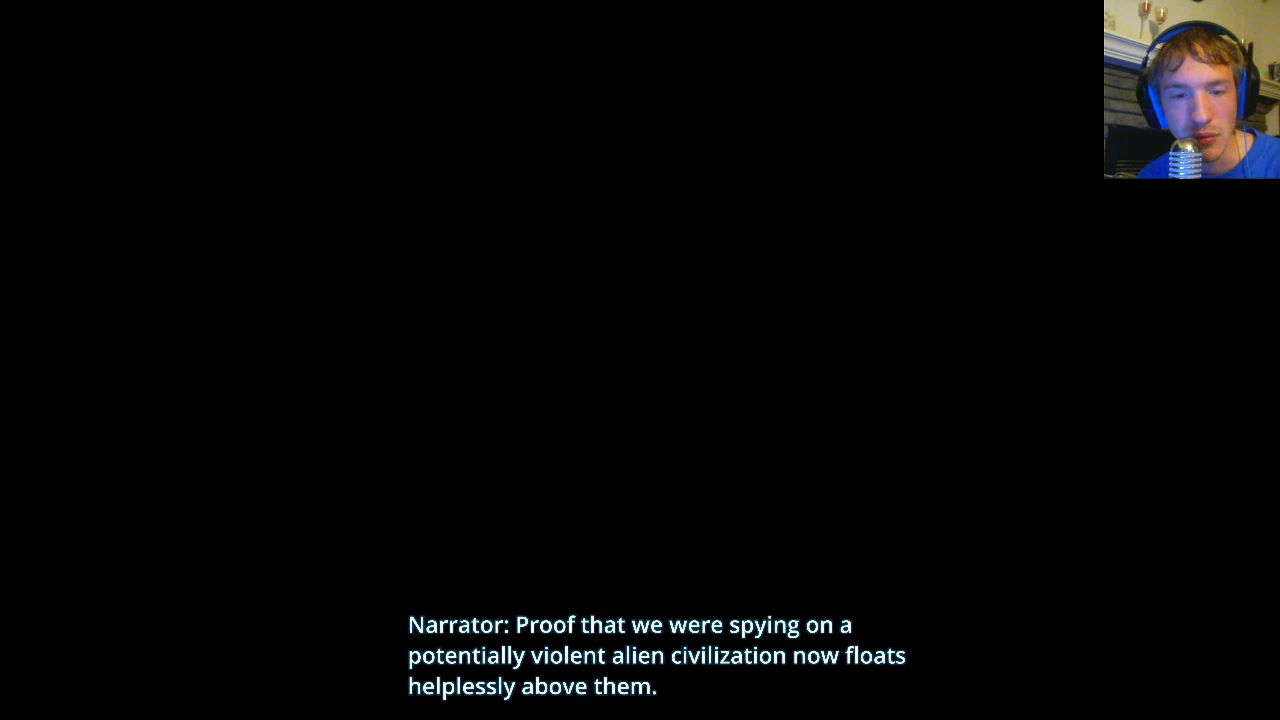 Narrator: Proof that we were spying on a
potentially violent alien civilization now floats
helplessly above them.